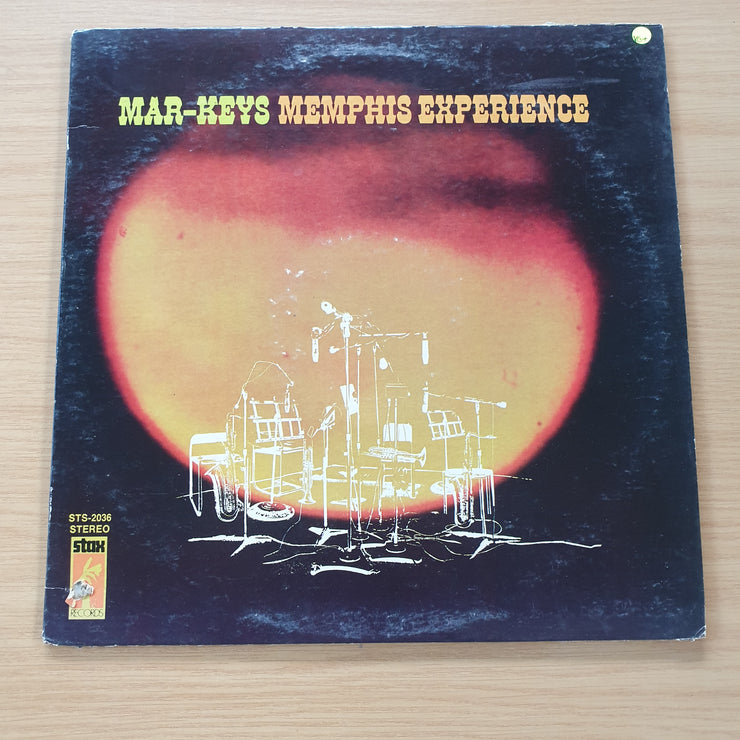 MAR-KEYS MEMPHIS EXPERIENCE
STS-2036
STEREO
stax
RECORDS